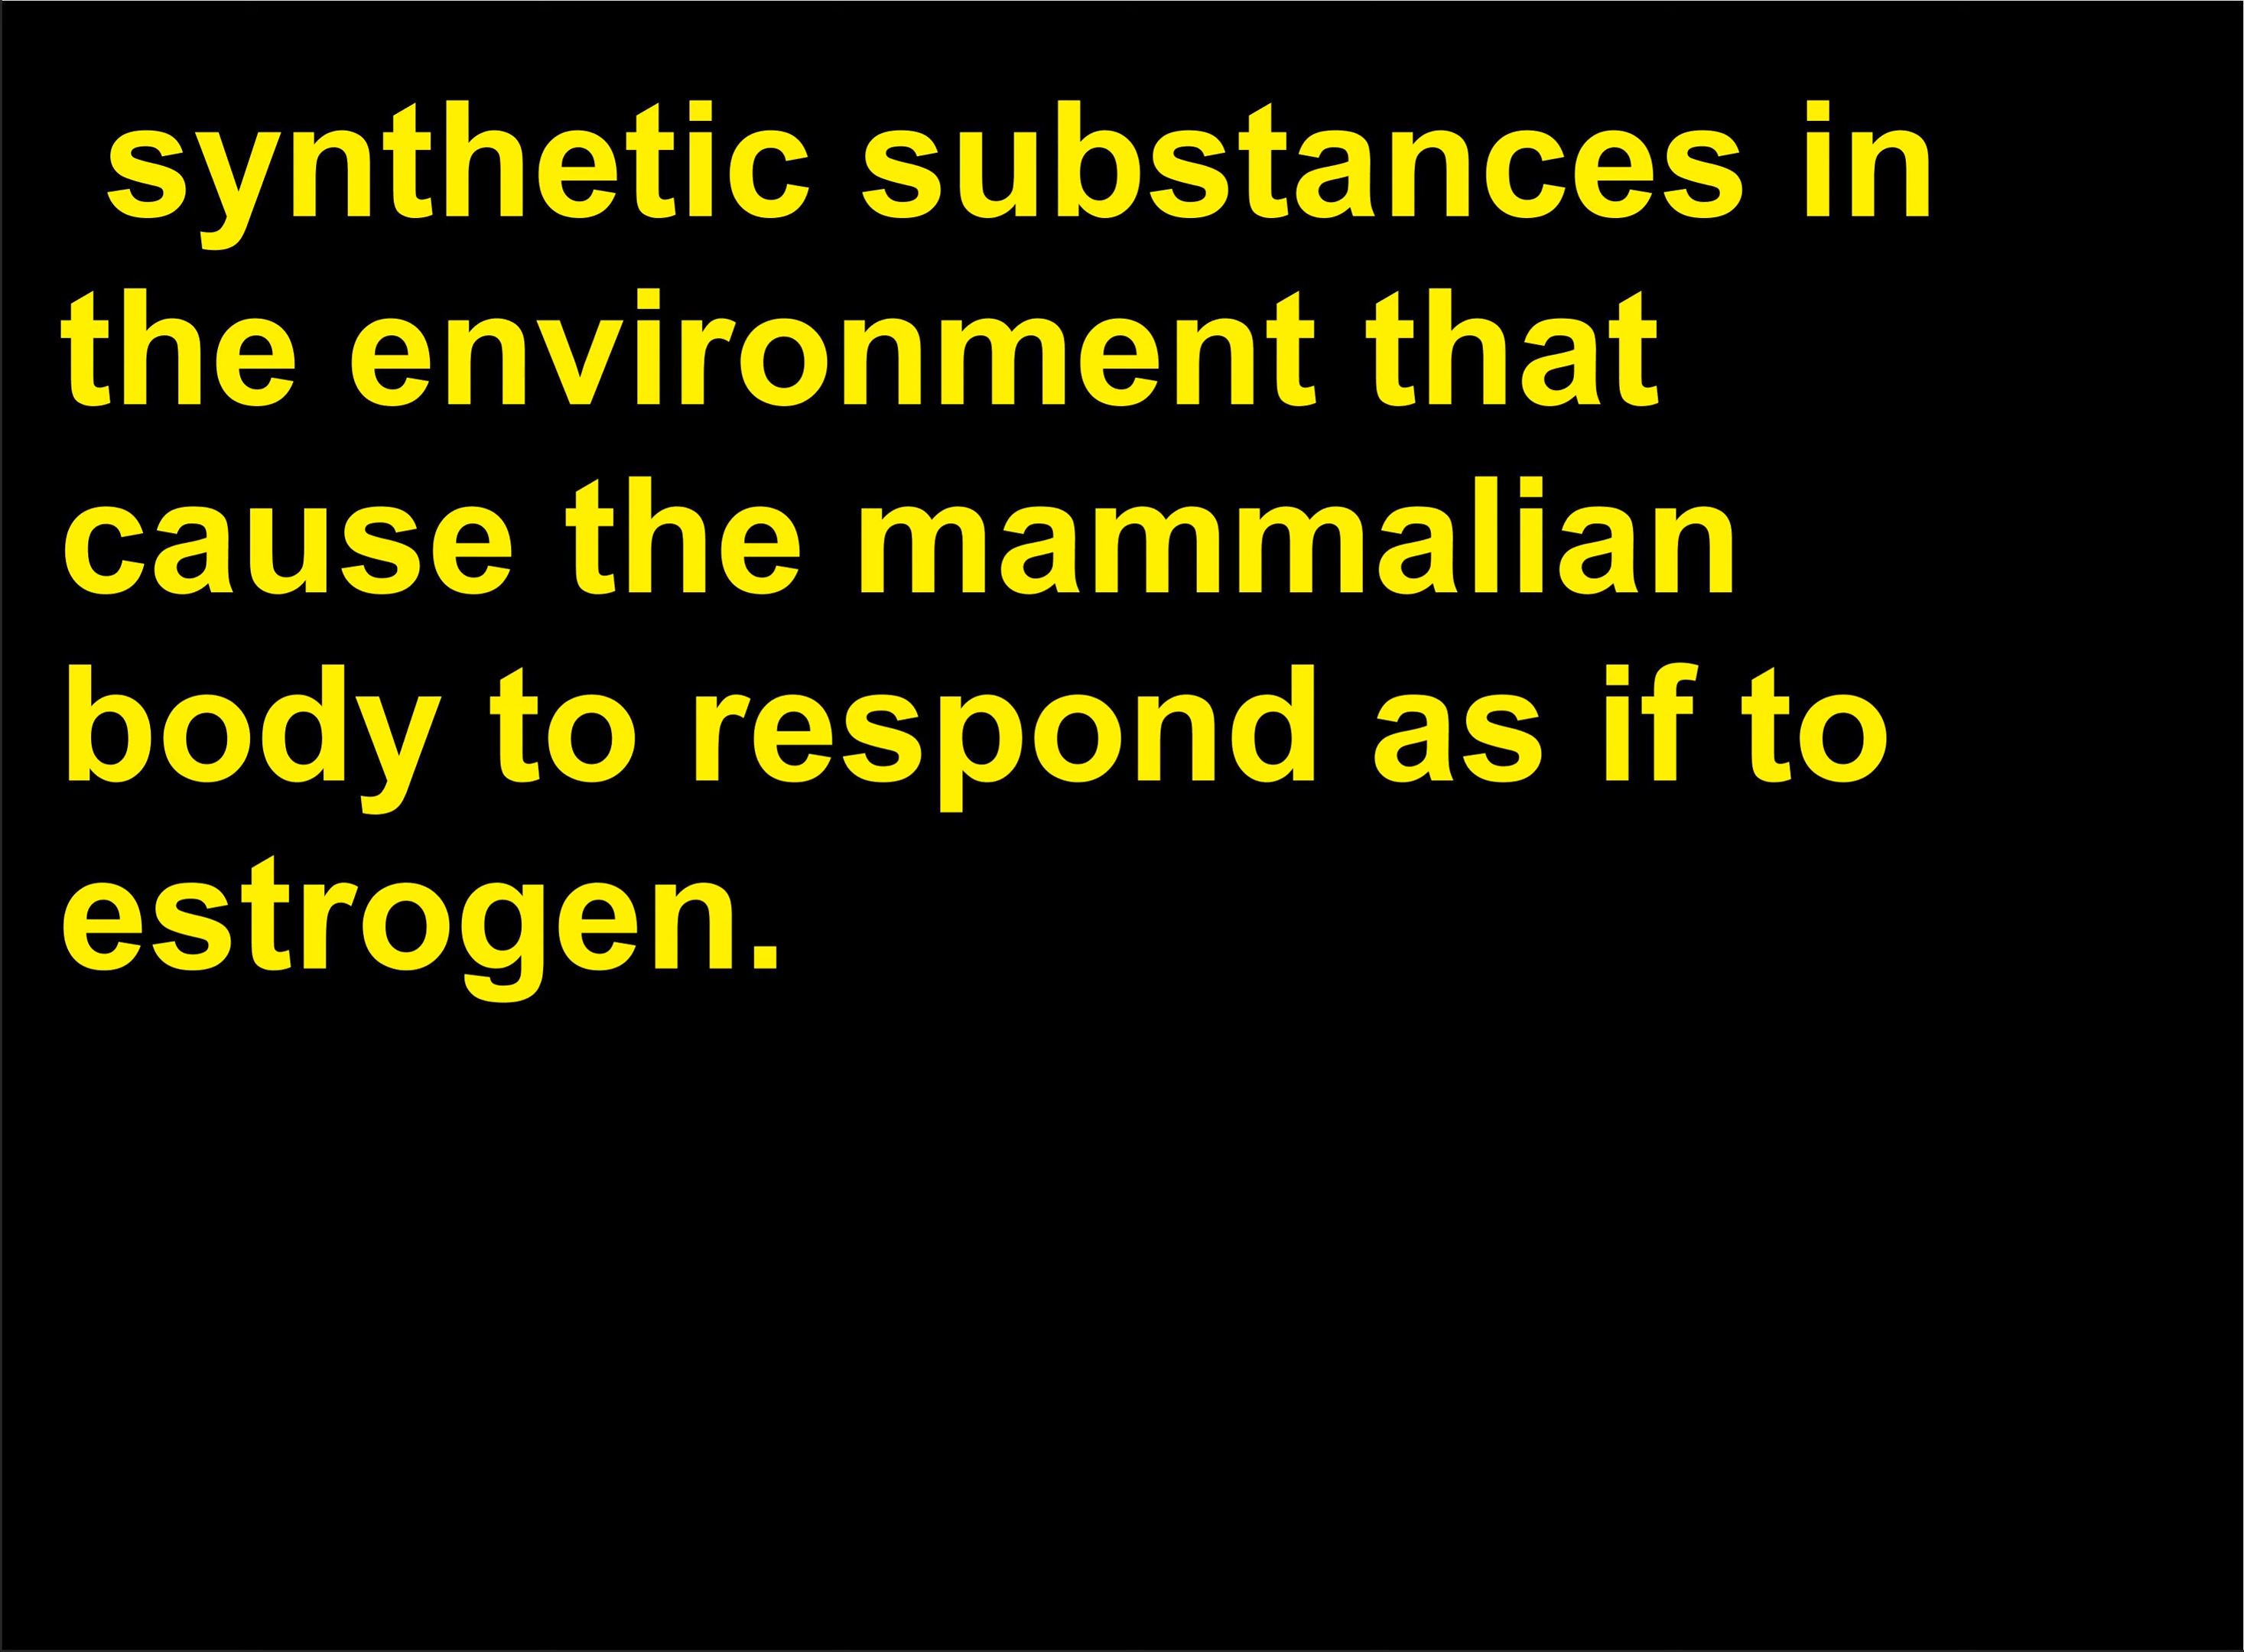 synthetic substances in
the environment that
cause the mammalian
body to respond as if to
estrogen.